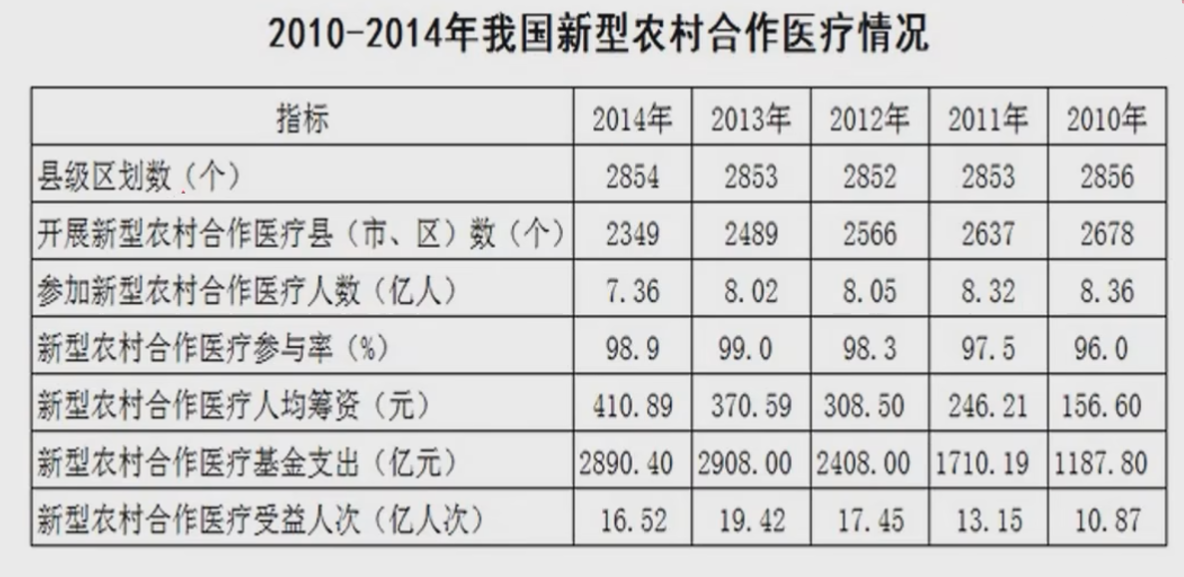 2010-2014年我国新型农村合作医疗情况
指标 2014年 2013年 2012年 2011年 2010年
县级区划数（个） 2854 2853 2852 2853 2856
开展新型农村合作医疗县（市、区）数（个） 2349 2489 2566 2637 2678
参加新型农村合作医疗人数（亿人） 7.36 8.02 8.05 8.32 8.36
新型农村合作医疗参与率（%） 98.9 99.0 98.3 97.5 96.0
新型农村合作医疗人均筹资（元） 410.89 370.59 308.50 246.21 156.60
新型农村合作医疗基金支出（亿元） 2890.40 2908.00 2408.00 1710.19 1187.80
新型农村合作医疗受益人次（亿人次） 16.52 19.42 17.45 13.15 10.87